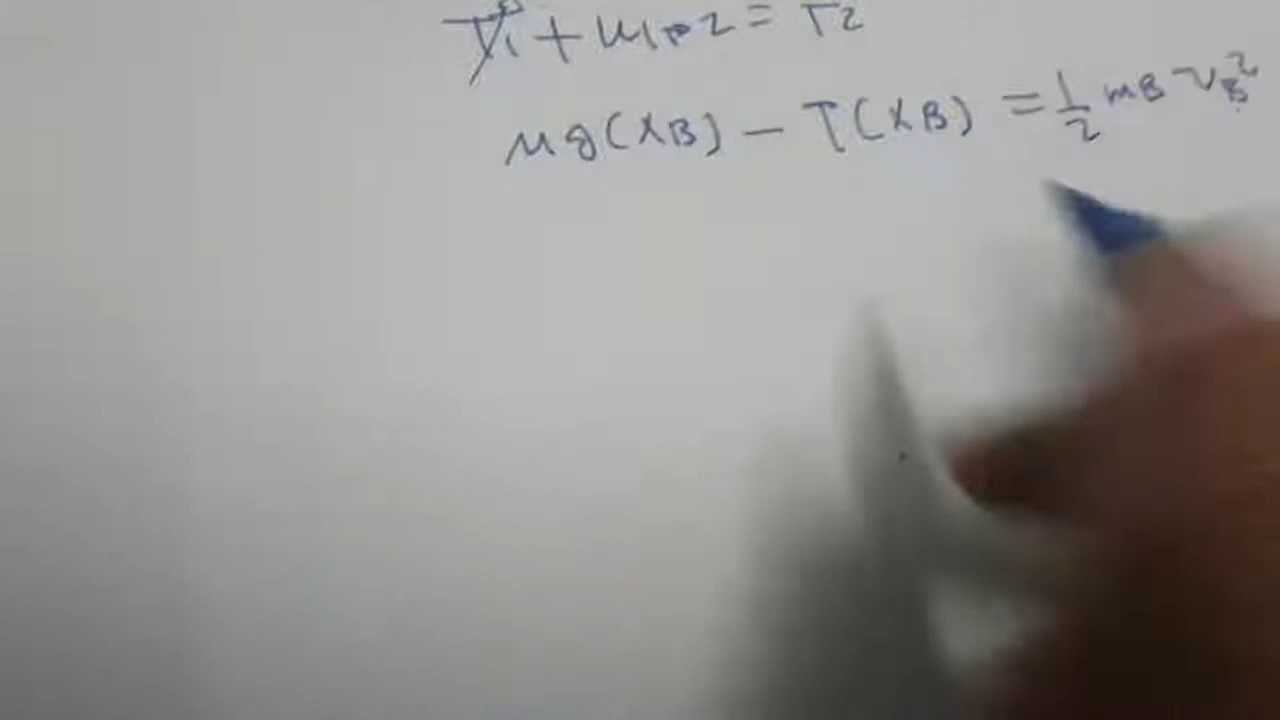 T₁ + U₁→₂ = T₂
mg(XB) - T(XB) = 1/2 mB vB²